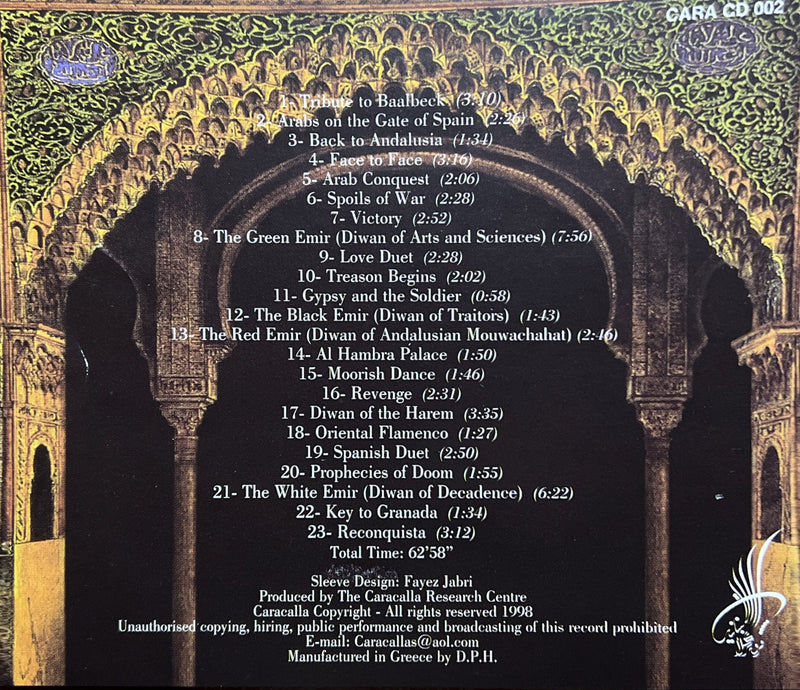 CARA CD 002
1- Tribute to Baalbeck (3:10)
2- Arabs on the Gate of Spain (2:26)
3- Back to Andalusia (1:34)
4- Face to Face (3:16)
5- Arab Conquest (2:06)
6- Spoils of War (2:28)
7- Victory (2:52)
8- The Green Emir (Diwan of Arts and Sciences) (7:56)
9- Love Duet (2:28)
10- Treason Begins (2:02)
11- Gypsy and the Soldier (0:58)
12- The Black Emir (Diwan of Traitors) (1:43)
13- The Red Emir (Diwan of Andalusian Mouwachahat) (2:46)
14- Al Hambra Palace (1:50)
15- Moorish Dance (1:46)
16- Revenge (2:31)
17- Diwan of the Harem (3:35)
18- Oriental Flamenco (1:27)
19- Spanish Duet (2:50)
20- Prophecies of Doom (1:55)
21- The White Emir (Diwan of Decadence) (6:22)
22- Key to Granada (1:34)
23- Reconquista (3:12)
Total Time: 62'58”
Sleeve Design: Fayez Jabri
Produced by The Caracalla Research Centre
Caracalla Copyright - All rights reserved 1998
Unauthorised copying, hiring, public performance and broadcasting of this record prohibited
E-mail: Caracallas@aol.com
Manufactured in Greece by D.P.H.